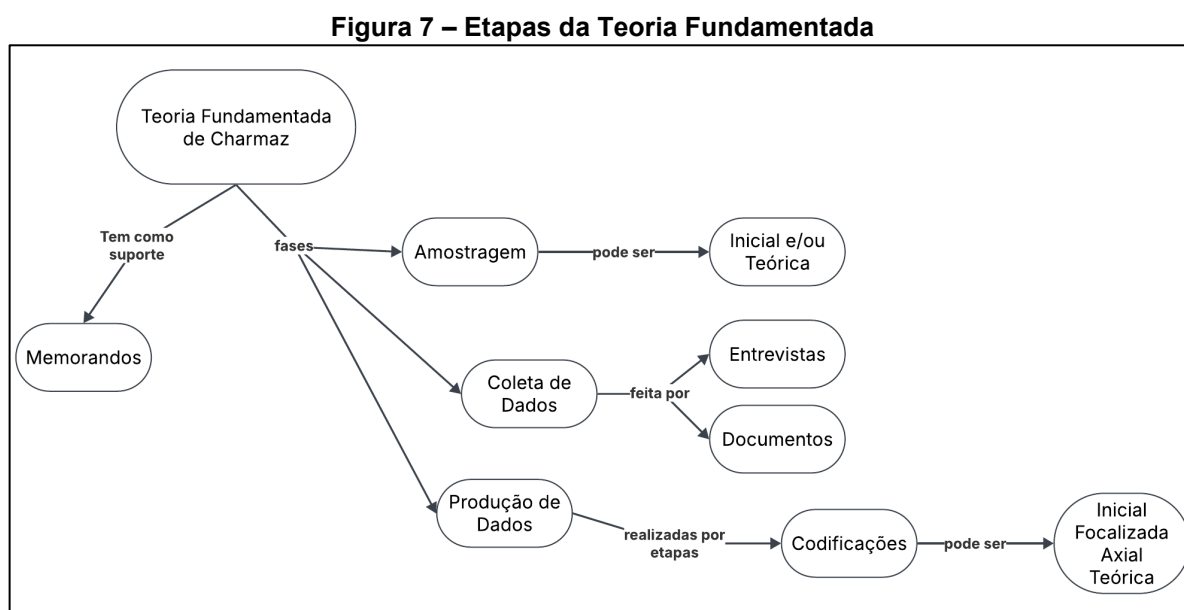 Figura 7 – Etapas da Teoria Fundamentada
Teoria Fundamentada
de Charmaz
Tem como
suporte
Memorandos
fases
Amostragem
pode ser
Inicial e/ou
Teórica
Coleta de
Dados
feita por
Entrevistas
Documentos
Produção de
Dados
realizadas por
etapas
Codificações
pode ser
Inicial
Focalizada
Axial
Teórica